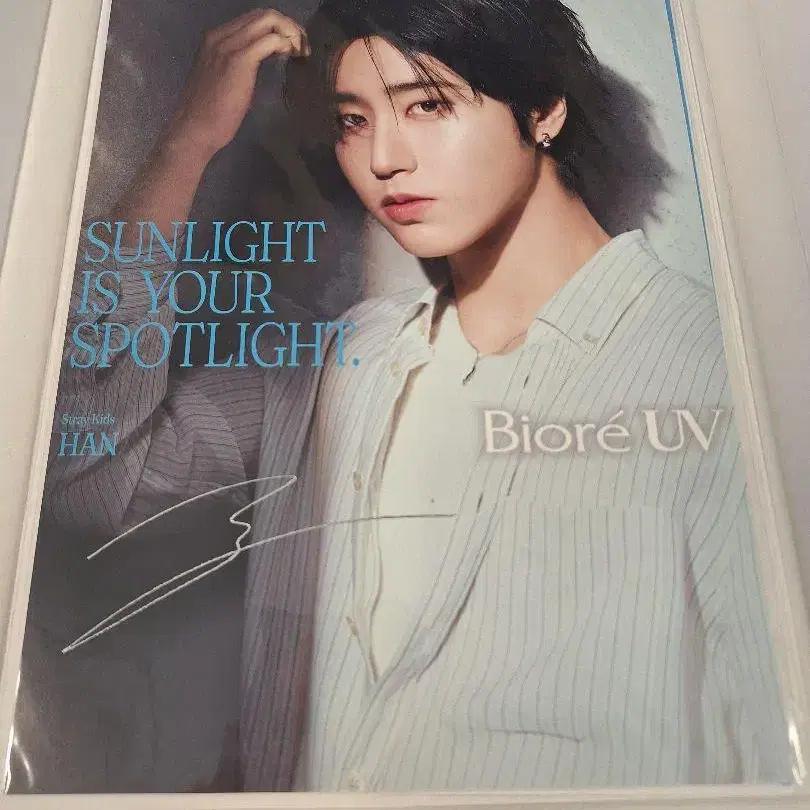 SUNLIGHT
IS YOUR
SPOTLIGHT.
Stray Kids
HAN
Bioré UV